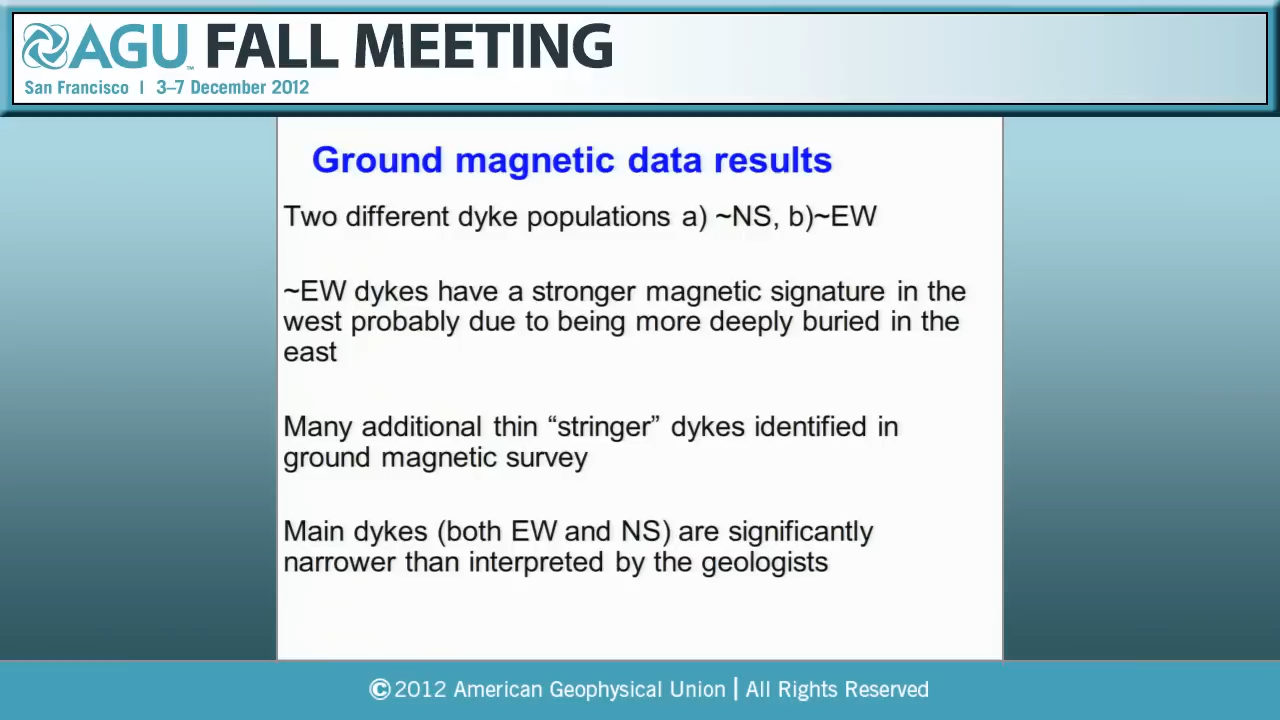 AGU™ FALL MEETING
San Francisco | 3–7 December 2012
Ground magnetic data results
Two different dyke populations a) ~NS, b)~EW
~EW dykes have a stronger magnetic signature in the
west probably due to being more deeply buried in the
east
Many additional thin “stringer” dykes identified in
ground magnetic survey
Main dykes (both EW and NS) are significantly
narrower than interpreted by the geologists
©2012 American Geophysical Union | All Rights Reserved